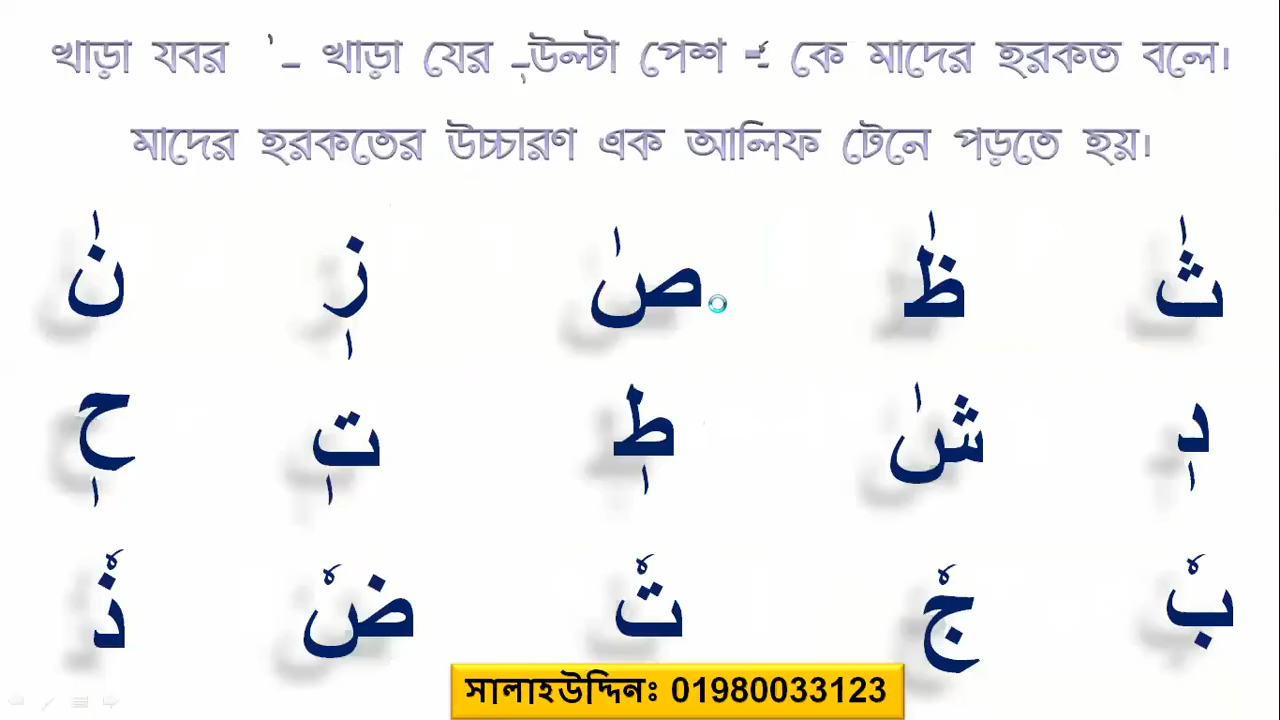 খাড়া যবর ٰ – খাড়া যের ٖ উল্টা পেশ ٗ কে মাদের হরকত বলে।
মাদের হরকতের উচ্চারণ এক আলিফ টেনে পড়তে হয়।
ثٰ ظٰ صٰ زٖ نٰ
دٖ شٰ طٖ تٖ حٖ
بٗ جٗ تٗ ضٗ ذٗ
সালাহউদ্দিনঃ 01980033123